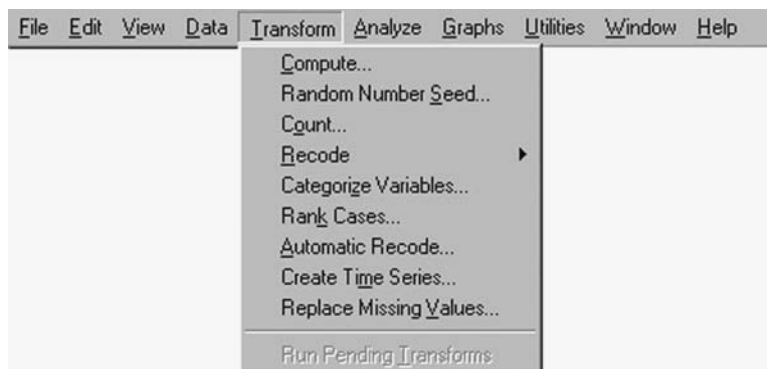 File Edit View Data Transform Analyze Graphs Utilities Window Help
Compute...
Random Number Seed...
Count...
Recode
Categorize Variables...
Rank Cases...
Automatic Recode...
Create Time Series...
Replace Missing Values...
Run Pending Transforms